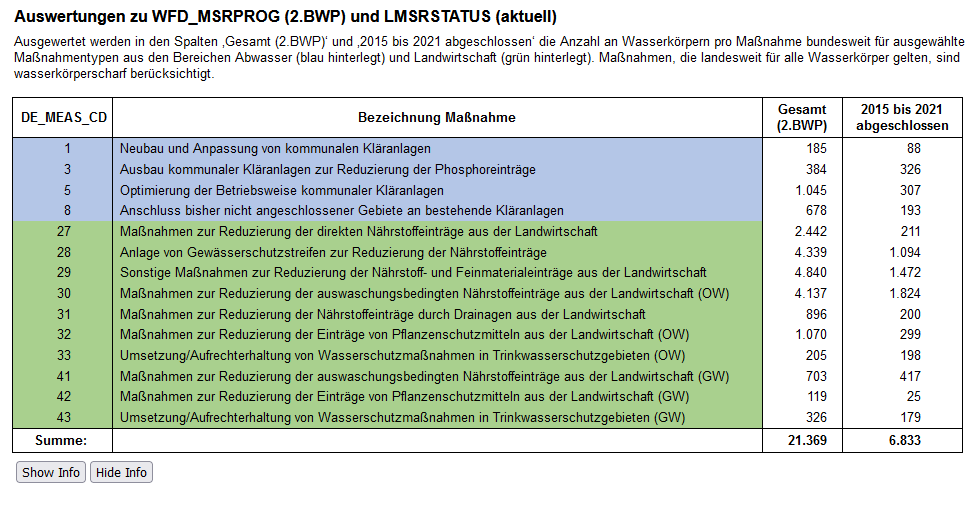 Auswertungen zu WFD_MSRPROG (2.BWP) und LMSRSTATUS (aktuell)
Ausgewertet werden in den Spalten ‚Gesamt (2.BWP)‘ und ‚2015 bis 2021 abgeschlossen‘ die Anzahl an Wasserkörpern pro Maßnahme bundesweit für ausgewählte
Maßnahmentypen aus den Bereichen Abwasser (blau hinterlegt) und Landwirtschaft (grün hinterlegt). Maßnahmen, die landesweit für alle Wasserkörper gelten, sind
wasserkörperscharf berücksichtigt.
DE_MEAS_CD Bezeichnung Maßnahme Gesamt (2.BWP) 2015 bis 2021 abgeschlossen
1 Neubau und Anpassung von kommunalen Kläranlagen 185 88
3 Ausbau kommunaler Kläranlagen zur Reduzierung der Phosphoreinträge 384 326
5 Optimierung der Betriebsweise kommunaler Kläranlagen 1.045 307
8 Anschluss bisher nicht angeschlossener Gebiete an bestehende Kläranlagen 678 193
27 Maßnahmen zur Reduzierung der direkten Nährstoffeinträge aus der Landwirtschaft 2.442 211
28 Anlage von Gewässerschutzstreifen zur Reduzierung der Nährstoffeinträge 4.339 1.094
29 Sonstige Maßnahmen zur Reduzierung der Nährstoff- und Feinmaterialeinträge aus der Landwirtschaft 4.840 1.472
30 Maßnahmen zur Reduzierung der auswaschungsbedingten Nährstoffeinträge aus der Landwirtschaft (OW) 4.137 1.824
31 Maßnahmen zur Reduzierung der Nährstoffeinträge durch Drainagen aus der Landwirtschaft 896 200
32 Maßnahmen zur Reduzierung der Einträge von Pflanzenschutzmitteln aus der Landwirtschaft (OW) 1.070 299
33 Umsetzung/Aufrechterhaltung von Wasserschutzmaßnahmen in Trinkwasserschutzgebieten (OW) 205 198
41 Maßnahmen zur Reduzierung der auswaschungsbedingten Nährstoffeinträge aus der Landwirtschaft (GW) 703 417
42 Maßnahmen zur Reduzierung der Einträge von Pflanzenschutzmitteln aus der Landwirtschaft (GW) 119 25
43 Umsetzung/Aufrechterhaltung von Wasserschutzmaßnahmen in Trinkwasserschutzgebieten (GW) 326 179
Summe: 21.369 6.833
Show Info Hide Info